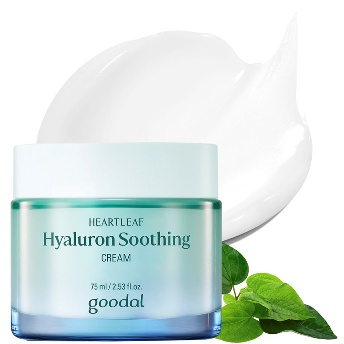 HEARTLEAF
Hyaluron Soothing
CREAM
75 ml / 2.53 fl.oz.
goodal